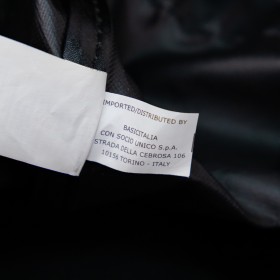 IMPORTED/DISTRIBUTED BY
BASICITALIA
CON SOCIO UNICO S.p.A.
STRADA DELLA CEBROSA 106
10156 TORINO - ITALY